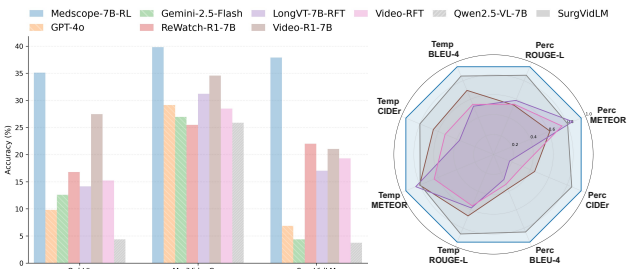 Medscope-7B-RL Gemini-2.5-Flash LongVT-7B-RFT Video-RFT Qwen2.5-VL-7B SurgVidLM
GPT-4o ReWatch-R1-7B Video-R1-7B
Accuracy (%)
40
35
30
25
20
15
10
5
0
Temp
BLEU-4
Perc
ROUGE-L
Temp
CIDEr
Perc
METEOR
1.0
0.6
0.4
0.2
Temp
METEOR
Perc
CIDEr
Temp
ROUGE-L
Perc
BLEU-4